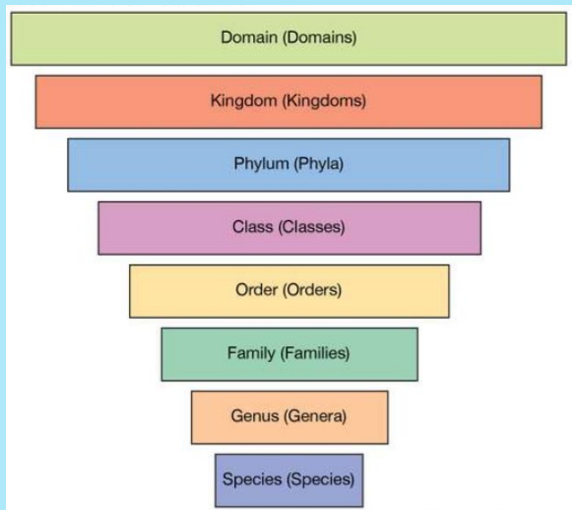 Domain (Domains)
Kingdom (Kingdoms)
Phylum (Phyla)
Class (Classes)
Order (Orders)
Family (Families)
Genus (Genera)
Species (Species)